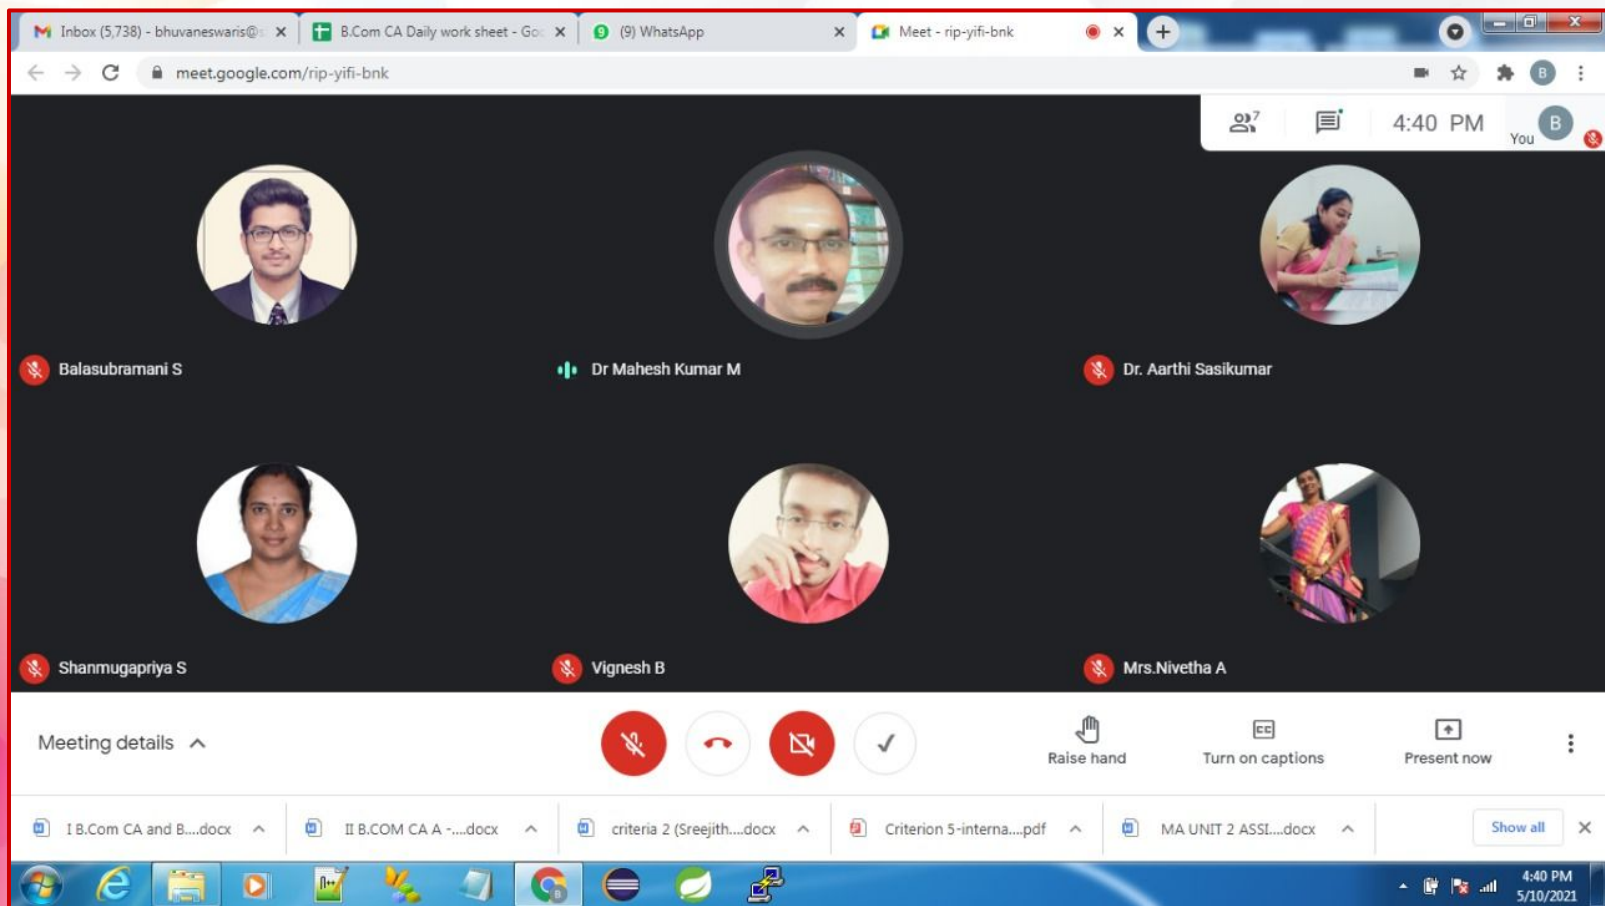 Inbox (5,738) - bhuvaneswaris@s
B.Com CA Daily work sheet - Goo
9 (9) WhatsApp
Meet - rip-yifi-bnk
meet.google.com/rip-yifi-bnk
B
7
4:40 PM
You
B
Balasubramani S
Dr Mahesh Kumar M
Dr. Aarthi Sasikumar
Shanmugapriya S
Vignesh B
Mrs.Nivetha A
Meeting details
Raise hand
CC
Turn on captions
Present now
I B.Com CA and B....docx
II B.COM CA A -....docx
criteria 2 (Sreejith....docx
Criterion 5-interna....pdf
MA UNIT 2 ASSI....docx
Show all
4:40 PM
5/10/2021